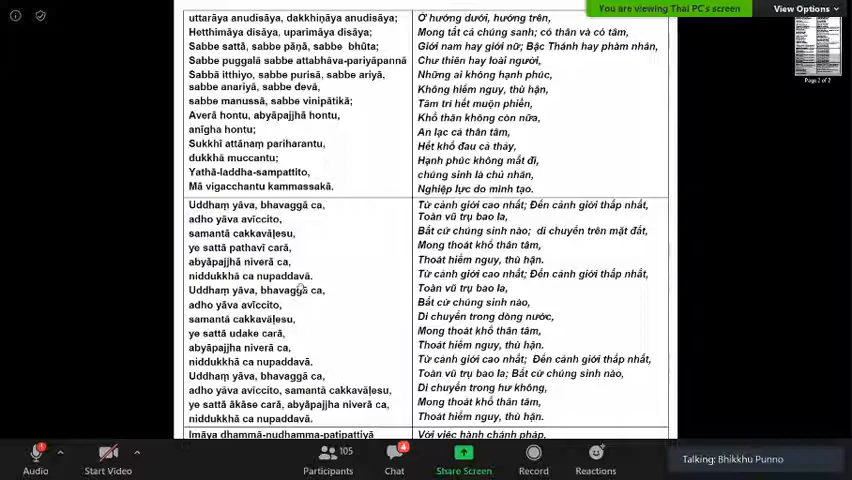 You are viewing Thai PC's screen
View Options
Page 2 of 2
uttarāya anudisāya, dakkhiṇāya anudisāya;
Heṭṭhimāya disāya, uparimāya disāya;
Sabbe sattā, sabbe pāṇā, sabbe bhūta;
Sabbe puggalā sabbe attabhāva-pariyāpannā
Sabbā itthiyo, sabbe purisā, sabbe ariyā,
sabbe anariyā, sabbe devā,
sabbe manussā, sabbe vinipātikā;
Averā hontu, abyāpajjhā hontu,
anīgha hontu;
Sukkhī attānaṃ pariharantu,
dukkhā muccantu;
Yathā-laddha-sampattito,
Mā vigacchantu kammassakā.
Ở hướng dưới, hướng trên,
Mong tất cả chúng sanh; có thân và có tâm,
Giới nam hay giới nữ; Bậc Thánh hay phàm nhân,
Chư thiên hay loài người,
Những ai không hạnh phúc,
Không hiểm nguy, thù hận,
Tâm trí hết muộn phiền,
Khổ thân không còn nữa,
An lạc cả thân tâm,
Hết khổ đau cả thảy,
Hạnh phúc không mất đi,
chúng sinh là chủ nhân,
Nghiệp lực do mình tạo.
Uddhaṃ yāva, bhavaggā ca,
adho yāva avīccito,
samantā cakkavāḷesu,
ye sattā pathavī carā,
abyāpajjhā niverā ca,
niddukkhā ca nupaddavā.
Uddhaṃ yāva, bhavaggā ca,
adho yāva avīccito,
samantā cakkavāḷesu,
ye sattā udake carā,
abyāpajjha niverā ca,
niddukkhā ca nupaddavā.
Uddhaṃ yāva, bhavaggā ca,
adho yāva avīccito, samantā cakkavāḷesu,
ye sattā ākāse carā, abyāpajjha niverā ca,
niddukkhā ca nupaddavā.
Từ cảnh giới cao nhất; Đến cảnh giới thấp nhất,
Toàn vũ trụ bao la,
Bất cứ chúng sinh nào; di chuyển trên mặt đất,
Mong thoát khổ thân tâm,
Thoát hiểm nguy, thù hận.
Từ cảnh giới cao nhất; Đến cảnh giới thấp nhất,
Toàn vũ trụ bao la,
Bất cứ chúng sinh nào,
Di chuyển trong dòng nước,
Mong thoát khổ thân tâm,
Thoát hiểm nguy, thù hận.
Từ cảnh giới cao nhất; Đến cảnh giới thấp nhất,
Toàn vũ trụ bao la; Bất cứ chúng sinh nào,
Di chuyển trong hư không,
Mong thoát khổ thân tâm,
Thoát hiểm nguy, thù hận.
Imāya dhammā-nudhamma-paṭipattiyā
Với việc hành chánh pháp,
Audio
Start Video
105
Participants
4
Chat
Share Screen
Record
Reactions
Talking: Bhikkhu Punno